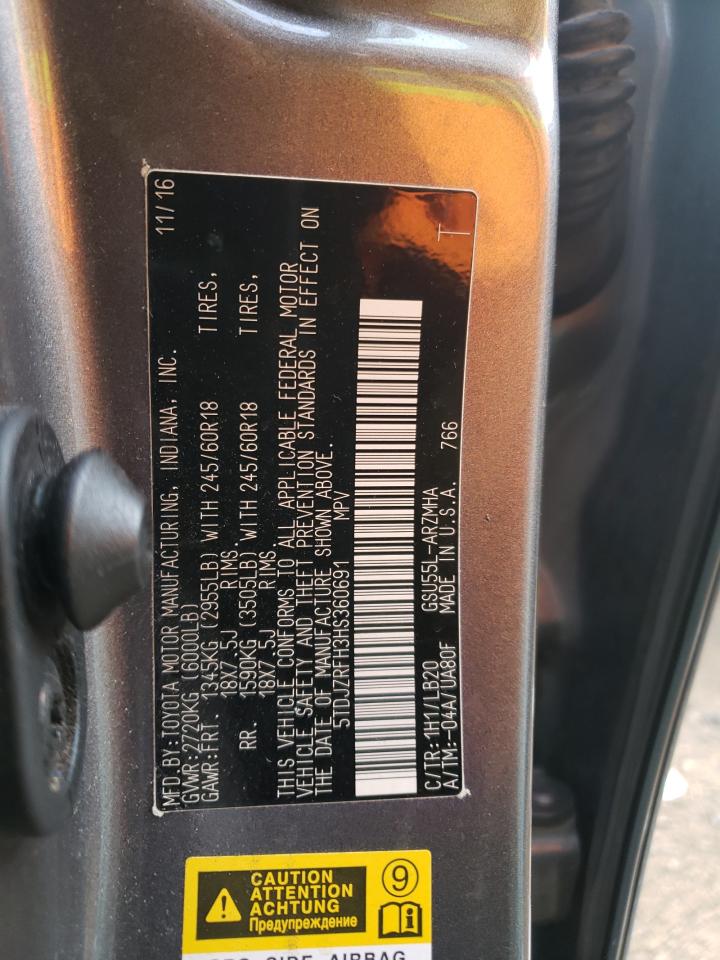 MFD.BY:TOYOTA MOTOR MANUFACTURING, INDIANA, INC. 11/16
GVWR:2720KG (6000LB)
GAWR:FRT. 1345KG (2955LB) WITH 245/60R18 TIRES,
18X7.5J RIMS.
RR. 1590KG (3505LB) WITH 245/60R18 TIRES,
18X7.5J RIMS.
THIS VEHICLE CONFORMS TO ALL APPLICABLE FEDERAL MOTOR
VEHICLE SAFETY AND THEFT PREVENTION STANDARDS IN EFFECT ON
THE DATE OF MANUFACTURE SHOWN ABOVE.
5TDJZRFH3HS360691 MPV
C/TR:1H1/LB20 GSU55L-ARZMHA
A/TM:-04A/UA80F MADE IN U.S.A. 766
T
CAUTION
ATTENTION
ACHTUNG
Предупреждение
9
SIDE AIRBAG